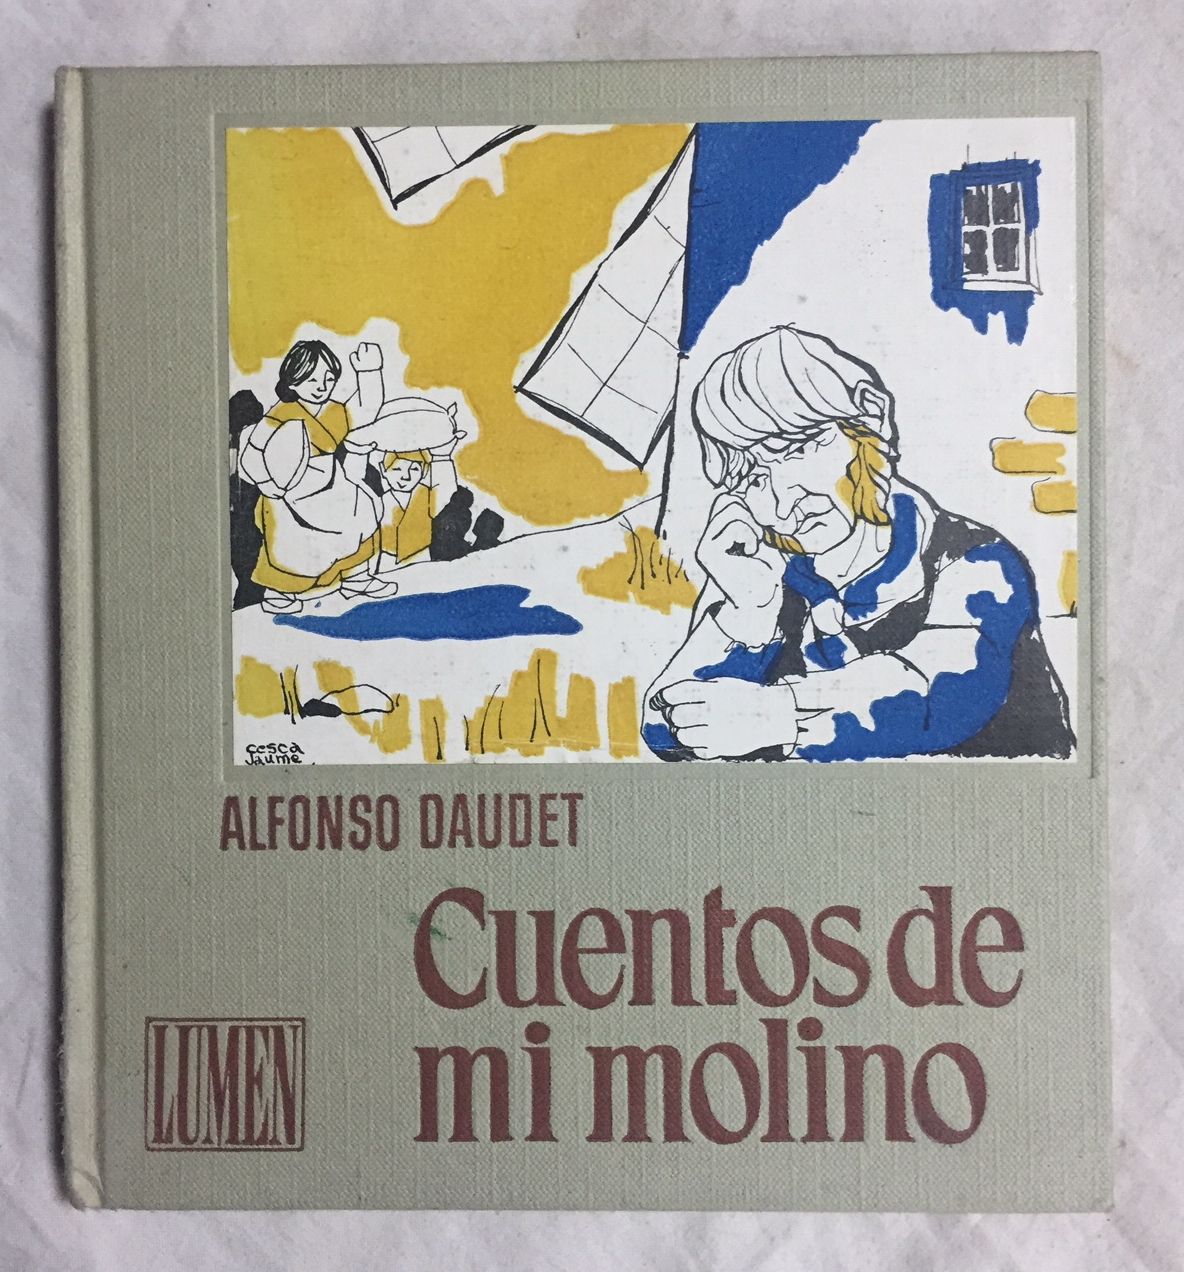 cesca
Jaume
ALFONSO DAUDET
Cuentos de
mi molino
LUMEN